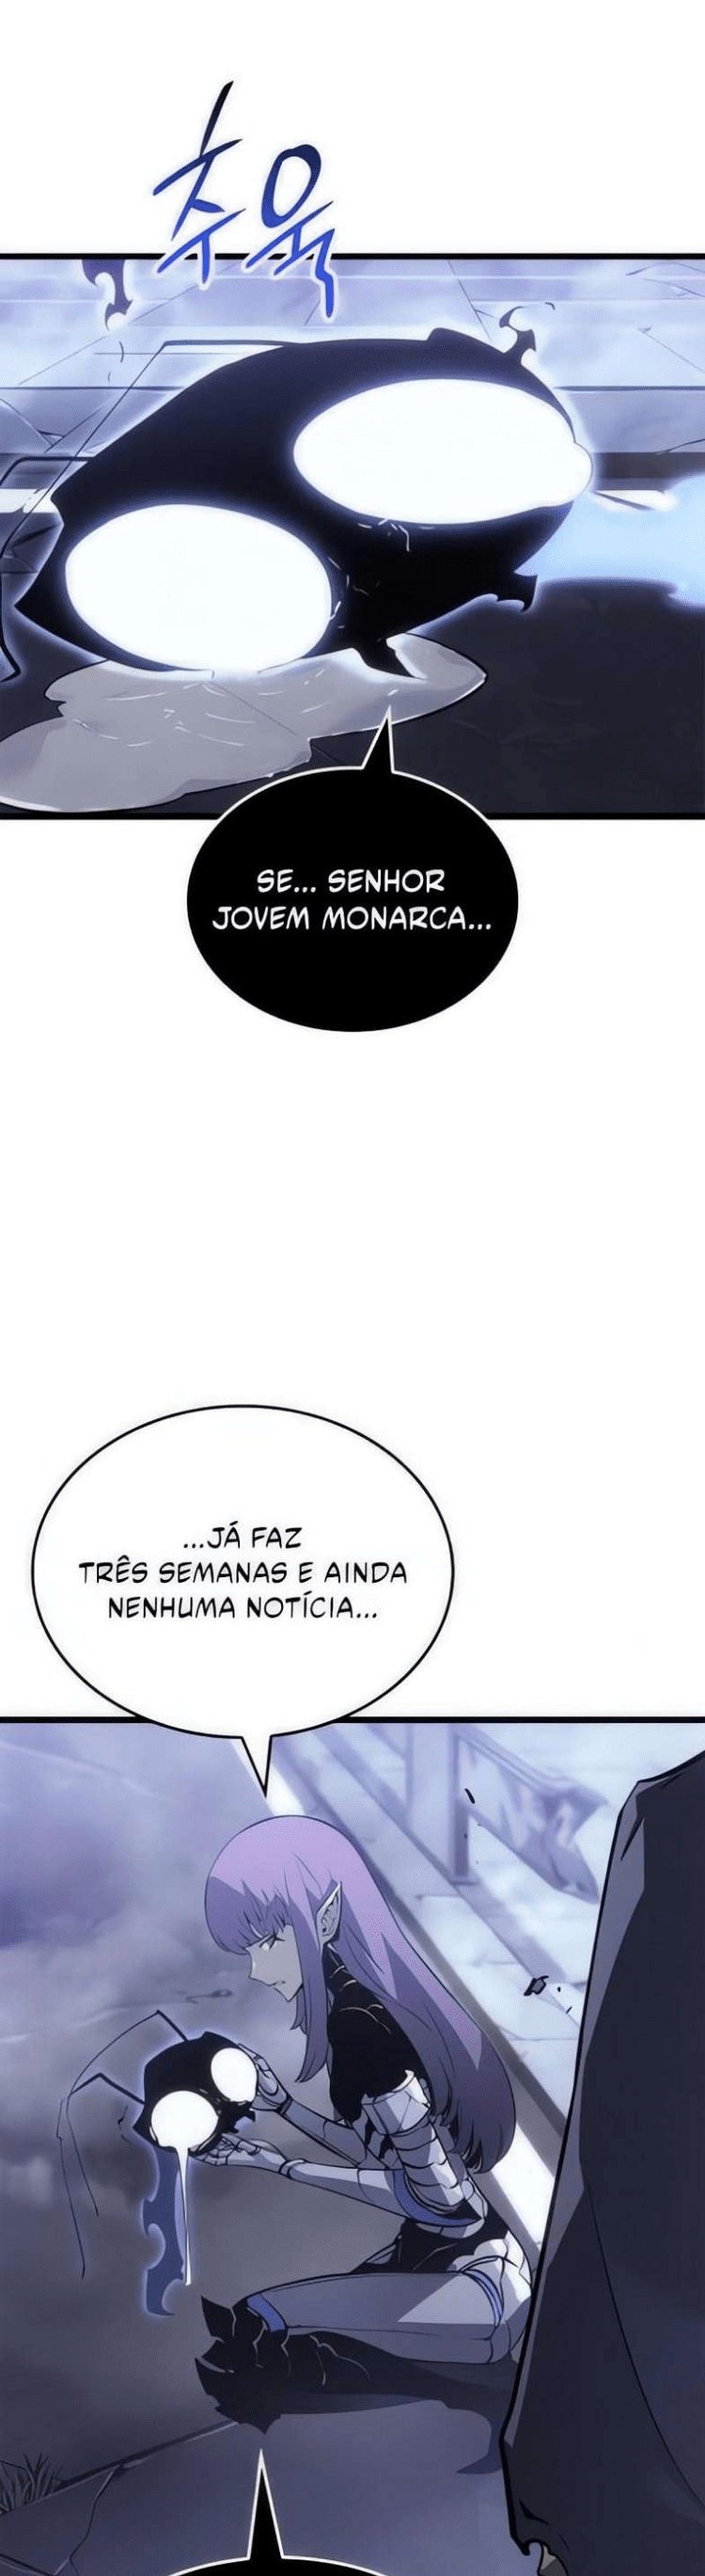 추욱
SE... SENHOR
JOVEM MONARCA...
...JÁ FAZ
TRÊS SEMANAS E AINDA
NENHUMA NOTÍCIA...